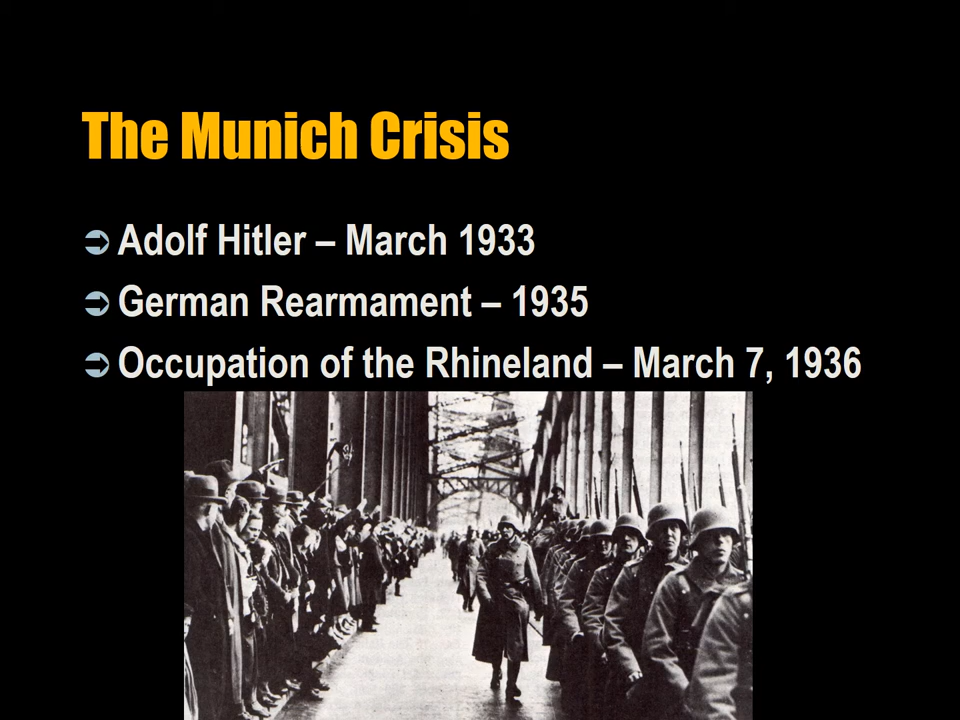 The Munich Crisis
Adolf Hitler – March 1933
German Rearmament – 1935
Occupation of the Rhineland – March 7, 1936